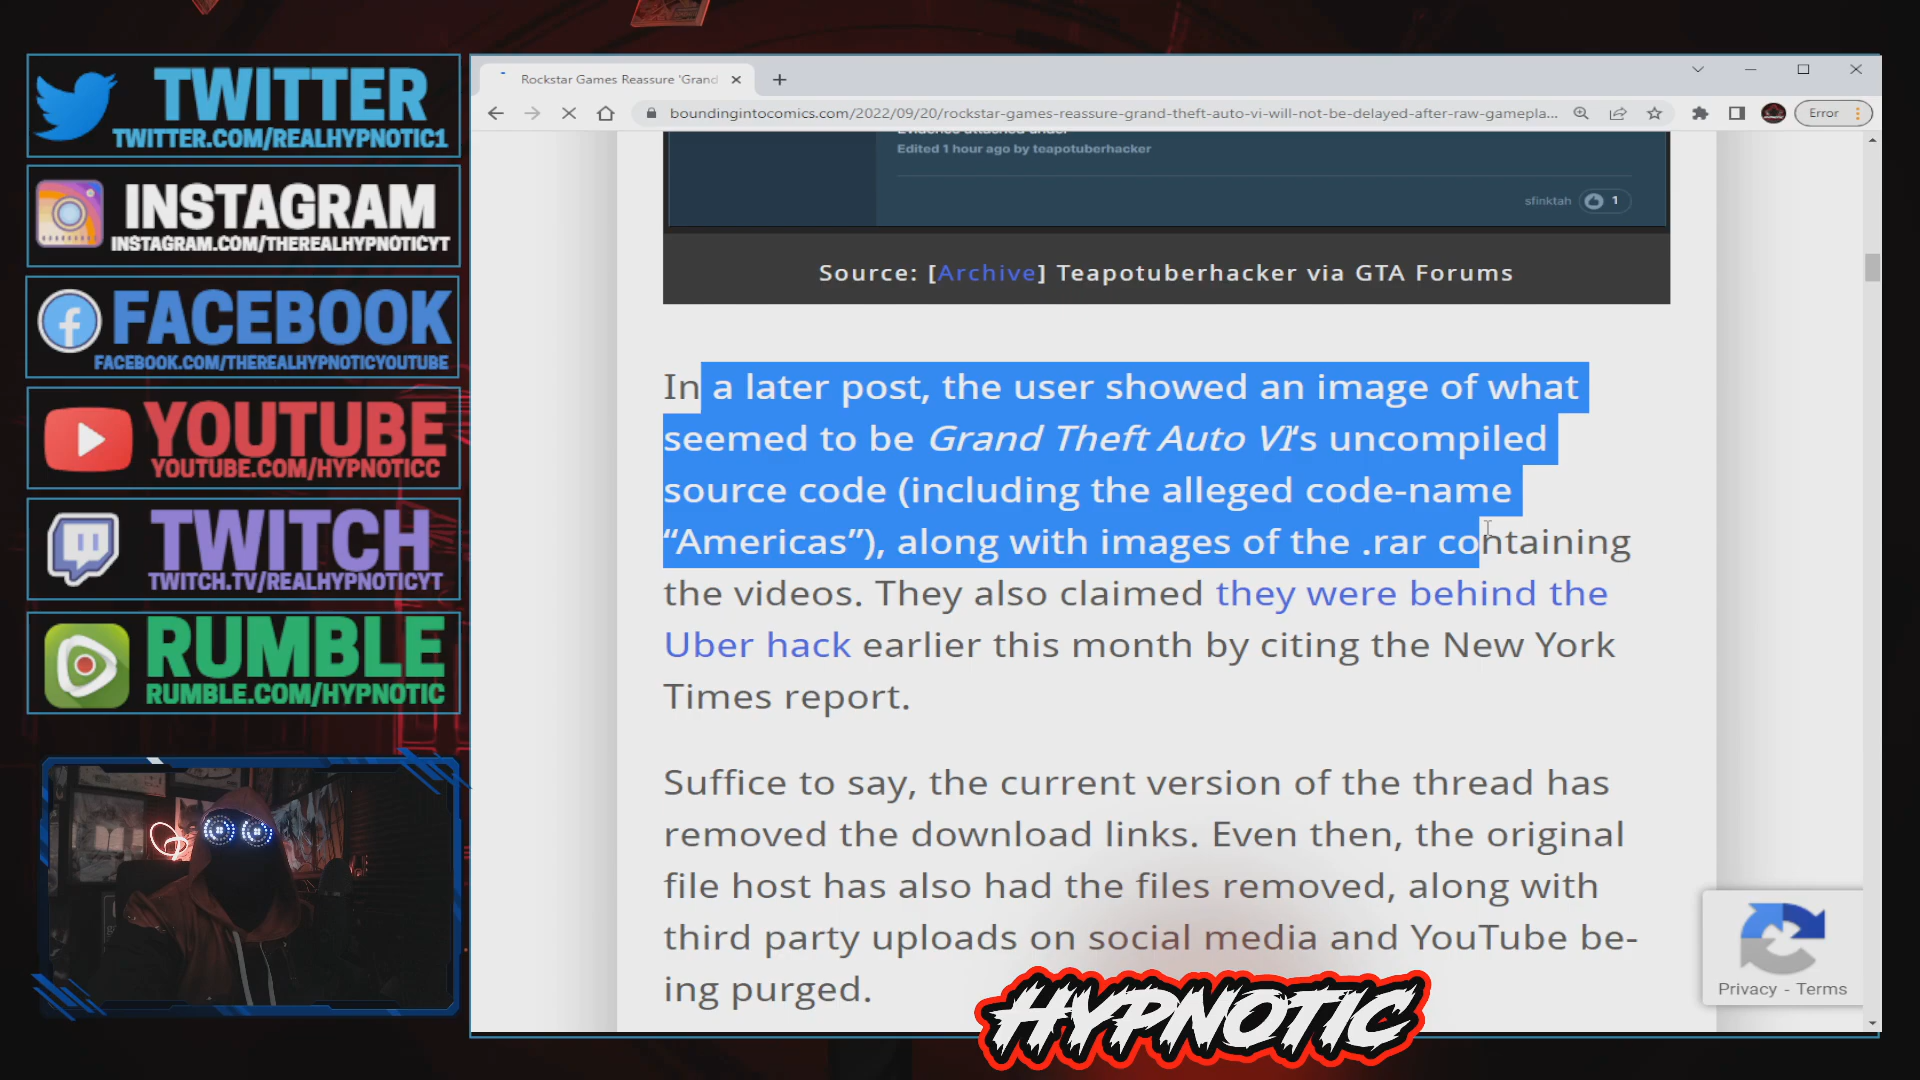 TWITTER
TWITTER.COM/REALHYPNOTIC1
INSTAGRAM
INSTAGRAM.COM/THEREALHYPNOTICYT
FACEBOOK
FACEBOOK.COM/THEREALHYPNOTICYOUTUBE
YOUTUBE
YOUTUBE.COM/HYPNOTICC
TWITCH
TWITCH.TV/REALHYPNOTICYT
RUMBLE
RUMBLE.COM/HYPNOTIC
Rockstar Games Reassure 'Grand
boundingintocomics.com/2022/09/20/rockstar-games-reassure-grand-theft-auto-vi-will-not-be-delayed-after-raw-gamepla...
Error
Evidence attached under
Edited 1 hour ago by teapotuberhacker
sfinktah 1
Source: [Archive] Teapotuberhacker via GTA Forums
In a later post, the user showed an image of what
seemed to be Grand Theft Auto VI‘s uncompiled
source code (including the alleged code-name
“Americas”), along with images of the .rar containing
the videos. They also claimed they were behind the
Uber hack earlier this month by citing the New York
Times report.
Suffice to say, the current version of the thread has
removed the download links. Even then, the original
file host has also had the files removed, along with
third party uploads on social media and YouTube be-
ing purged.
Privacy - Terms
HYPNOTIC